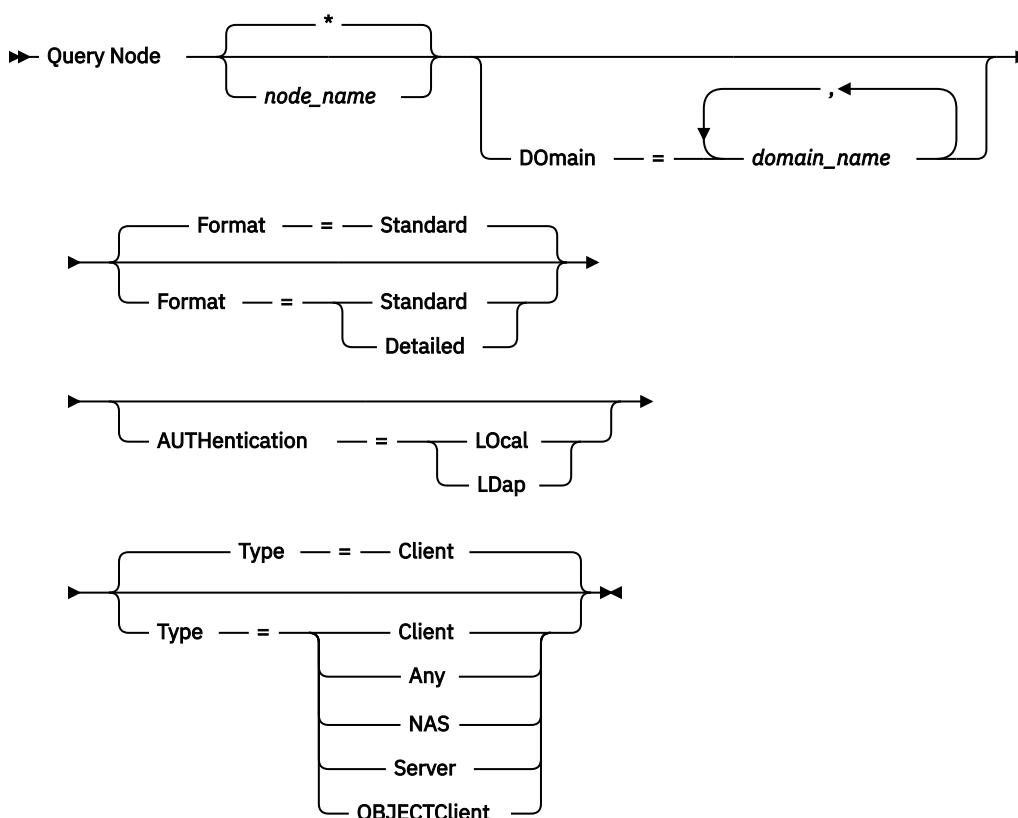 *
Query Node
node_name
,
DOmain = domain_name
Format = Standard
Format = Standard
Detailed
AUTHentication = LOcal
LDap
Type = Client
Type = Client
Any
NAS
Server
OBJECTClient